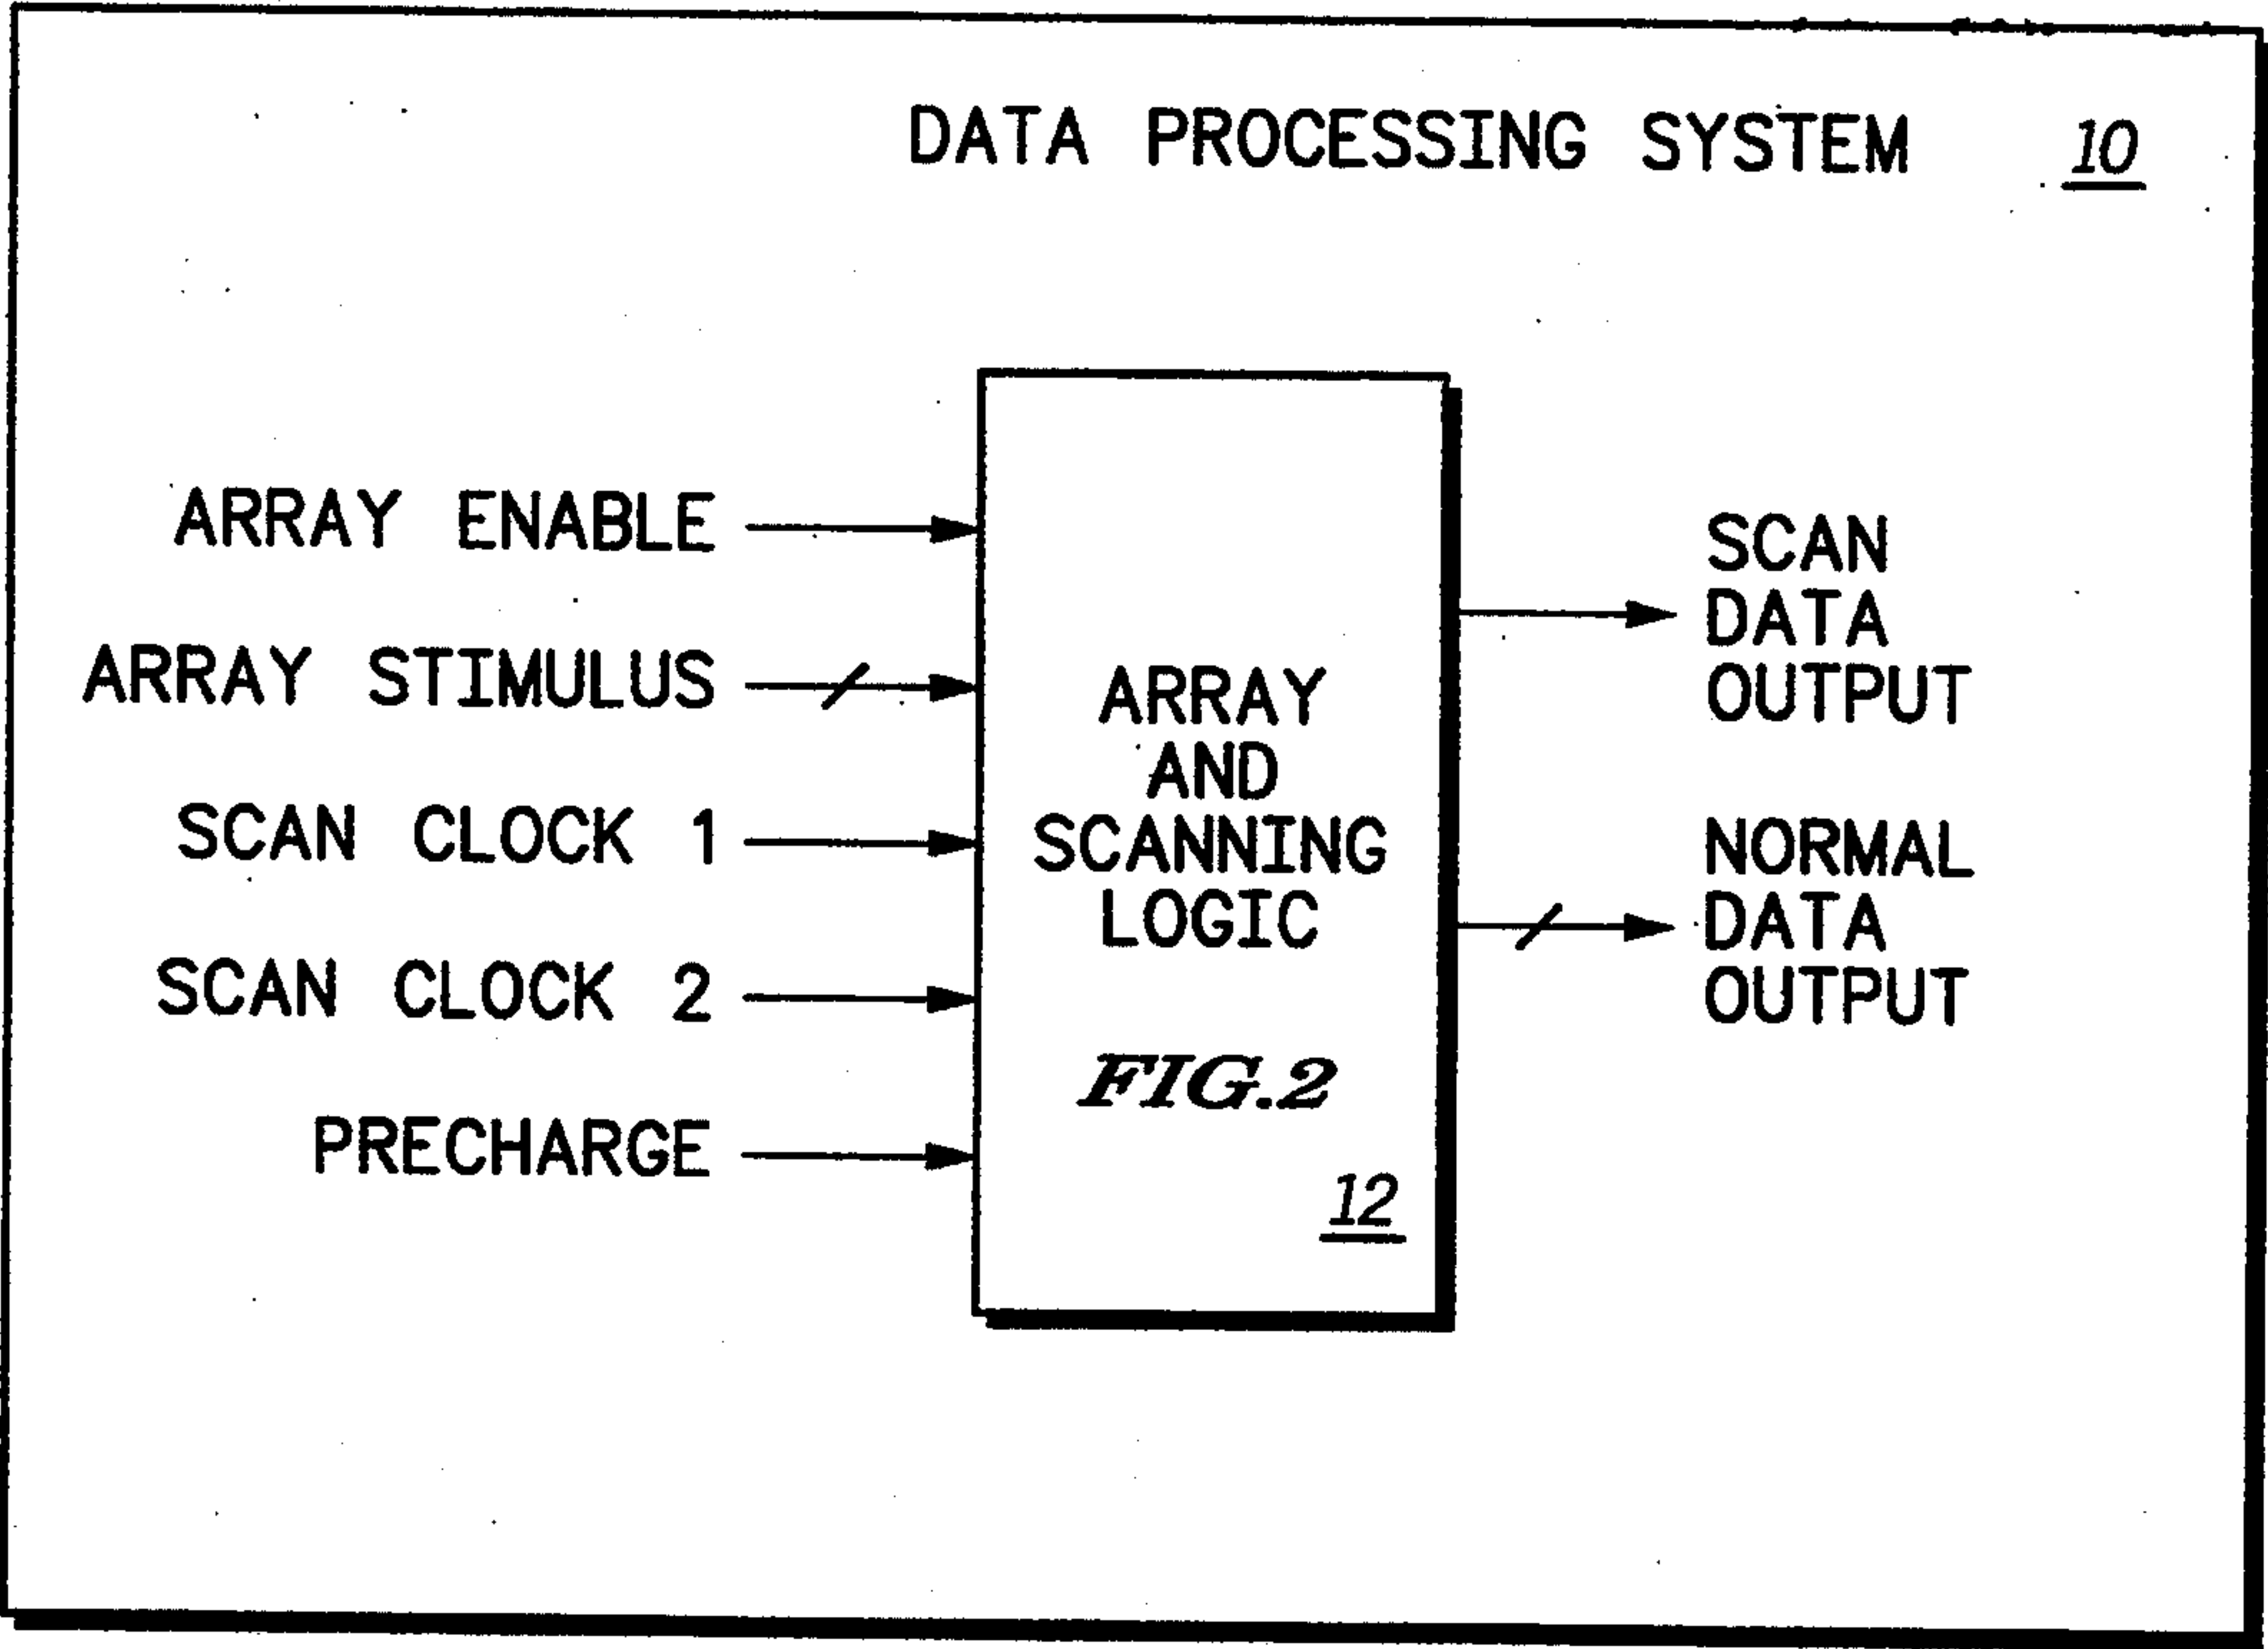 DATA PROCESSING SYSTEM 10
ARRAY ENABLE
ARRAY STIMULUS
SCAN CLOCK 1
SCAN CLOCK 2
PRECHARGE
ARRAY
AND
SCANNING
LOGIC
FIG.2
12
SCAN
DATA
OUTPUT
NORMAL
DATA
OUTPUT